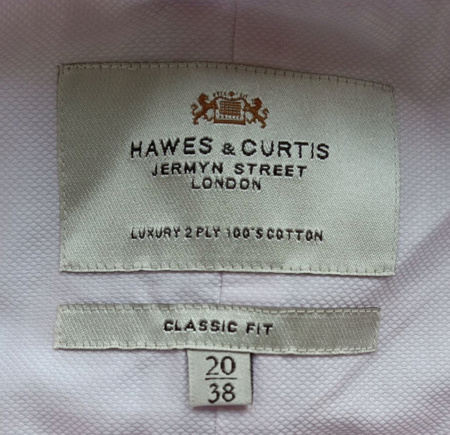 HAWES & CURTIS
JERMYN STREET
LONDON
LUXURY 2 PLY 100'S COTTON
CLASSIC FIT
20
38